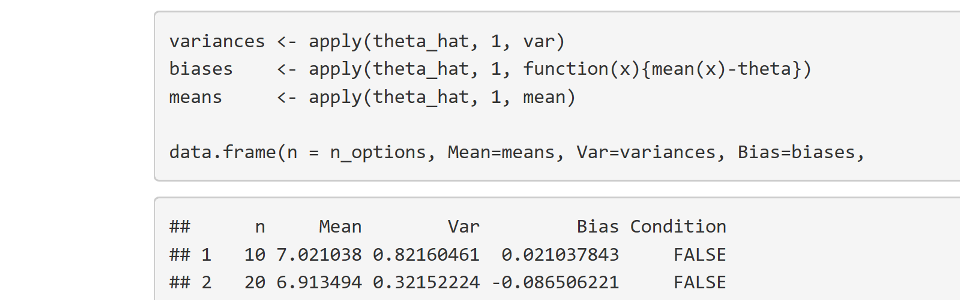 variances <- apply(theta_hat, 1, var)
biases    <- apply(theta_hat, 1, function(x){mean(x)-theta})
means     <- apply(theta_hat, 1, mean)

data.frame(n = n_options, Mean=means, Var=variances, Bias=biases,
##      n     Mean        Var         Bias Condition
## 1   10 7.021038 0.82160461  0.021037843     FALSE
## 2   20 6.913494 0.32152224 -0.086506221     FALSE